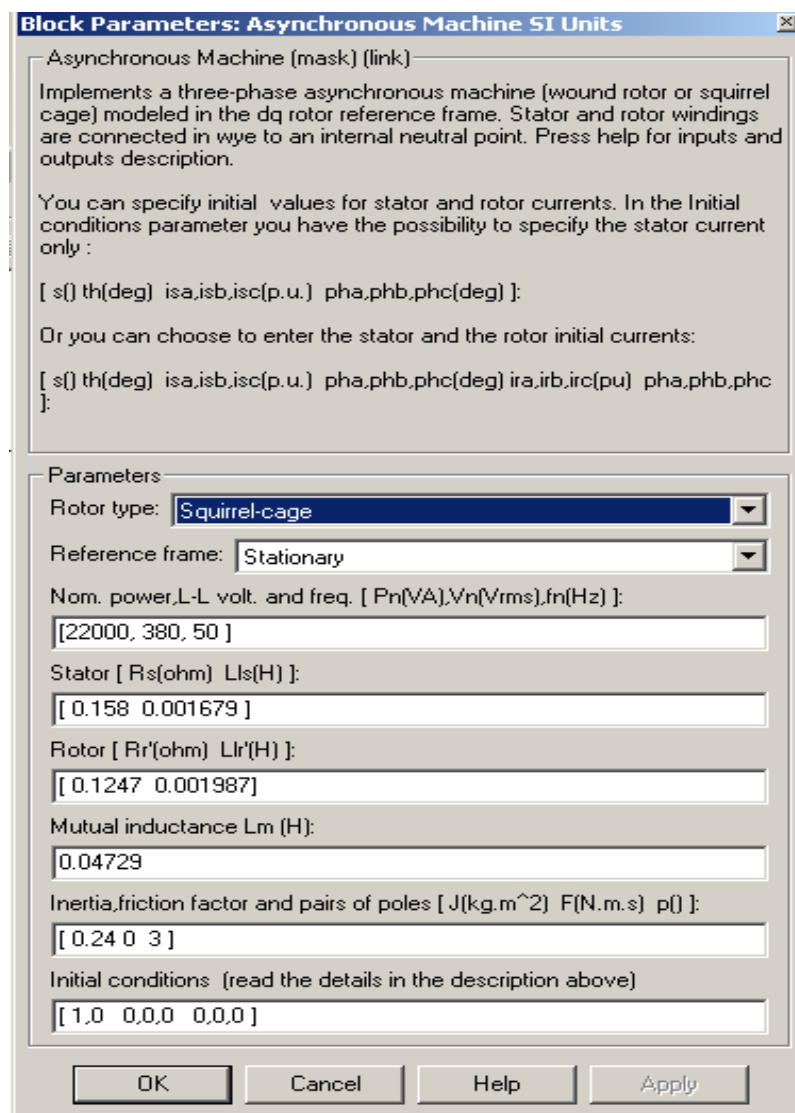 Block Parameters: Asynchronous Machine SI Units
Asynchronous Machine (mask) (link)
Implements a three-phase asynchronous machine (wound rotor or squirrel
cage) modeled in the dq rotor reference frame. Stator and rotor windings
are connected in wye to an internal neutral point. Press help for inputs and
outputs description.
You can specify initial values for stator and rotor currents. In the Initial
conditions parameter you have the possibility to specify the stator current
only :
[ s() th(deg) isa,isb,isc(p.u.) pha,phb,phc(deg) ]:
Or you can choose to enter the stator and the rotor initial currents:
[ s() th(deg) isa,isb,isc(p.u.) pha,phb,phc(deg) ira,irb,irc(pu) pha,phb,phc
]:
Parameters
Rotor type: Squirrel-cage
Reference frame: Stationary
Nom. power,L-L volt. and freq. [ Pn(VA),Vn(Vrms),fn(Hz) ]:
[22000, 380, 50 ]
Stator [ Rs(ohm) Lls(H) ]:
[ 0.158 0.001679 ]
Rotor [ Rr'(ohm) Llr'(H) ]:
[ 0.1247 0.001987]
Mutual inductance Lm (H):
0.04729
Inertia,friction factor and pairs of poles [ J(kg.m^2) F(N.m.s) p() ]:
[ 0.24 0 3 ]
Initial conditions (read the details in the description above)
[ 1,0 0,0,0 0,0,0 ]
OK Cancel Help Apply